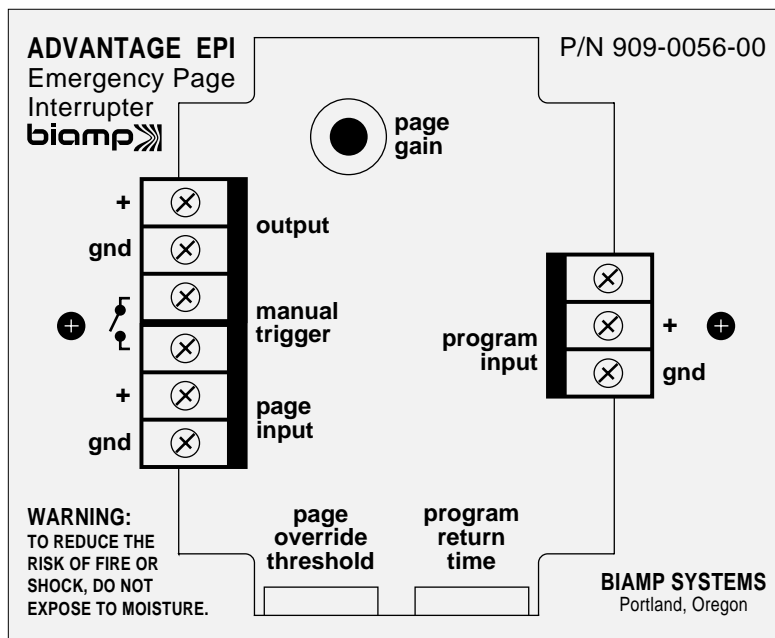 ADVANTAGE EPI
Emergency Page
Interrupter
biamp
P/N 909-0056-00
page
gain
+
gnd
output
manual
trigger
+
gnd
page
input
program
input
+
gnd
WARNING:
TO REDUCE THE
RISK OF FIRE OR
SHOCK, DO NOT
EXPOSE TO MOISTURE.
page
override
threshold
program
return
time
BIAMP SYSTEMS
Portland, Oregon